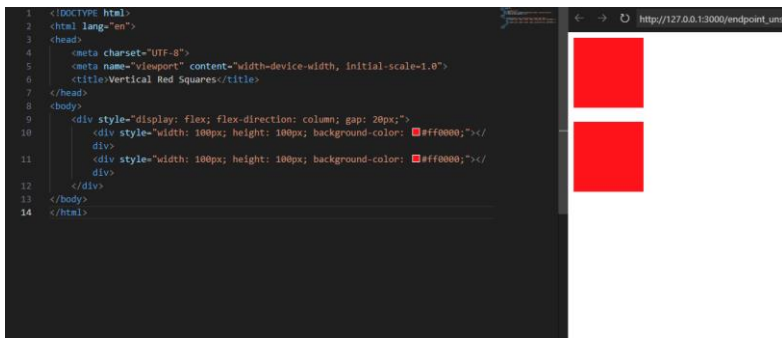 http://127.0.0.1:3000/endpoint_uns
1 <!DOCTYPE html>
2 <html lang="en">
3 <head>
4 <meta charset="UTF-8">
5 <meta name="viewport" content="width=device-width, initial-scale=1.0">
6 <title>Vertical Red Squares</title>
7 </head>
8 <body>
9 <div style="display: flex; flex-direction: column; gap: 20px;">
10 <div style="width: 100px; height: 100px; background-color: #ff0000;"></
div>
11 <div style="width: 100px; height: 100px; background-color: #ff0000;"></
div>
12 </div>
13 </body>
14 </html>